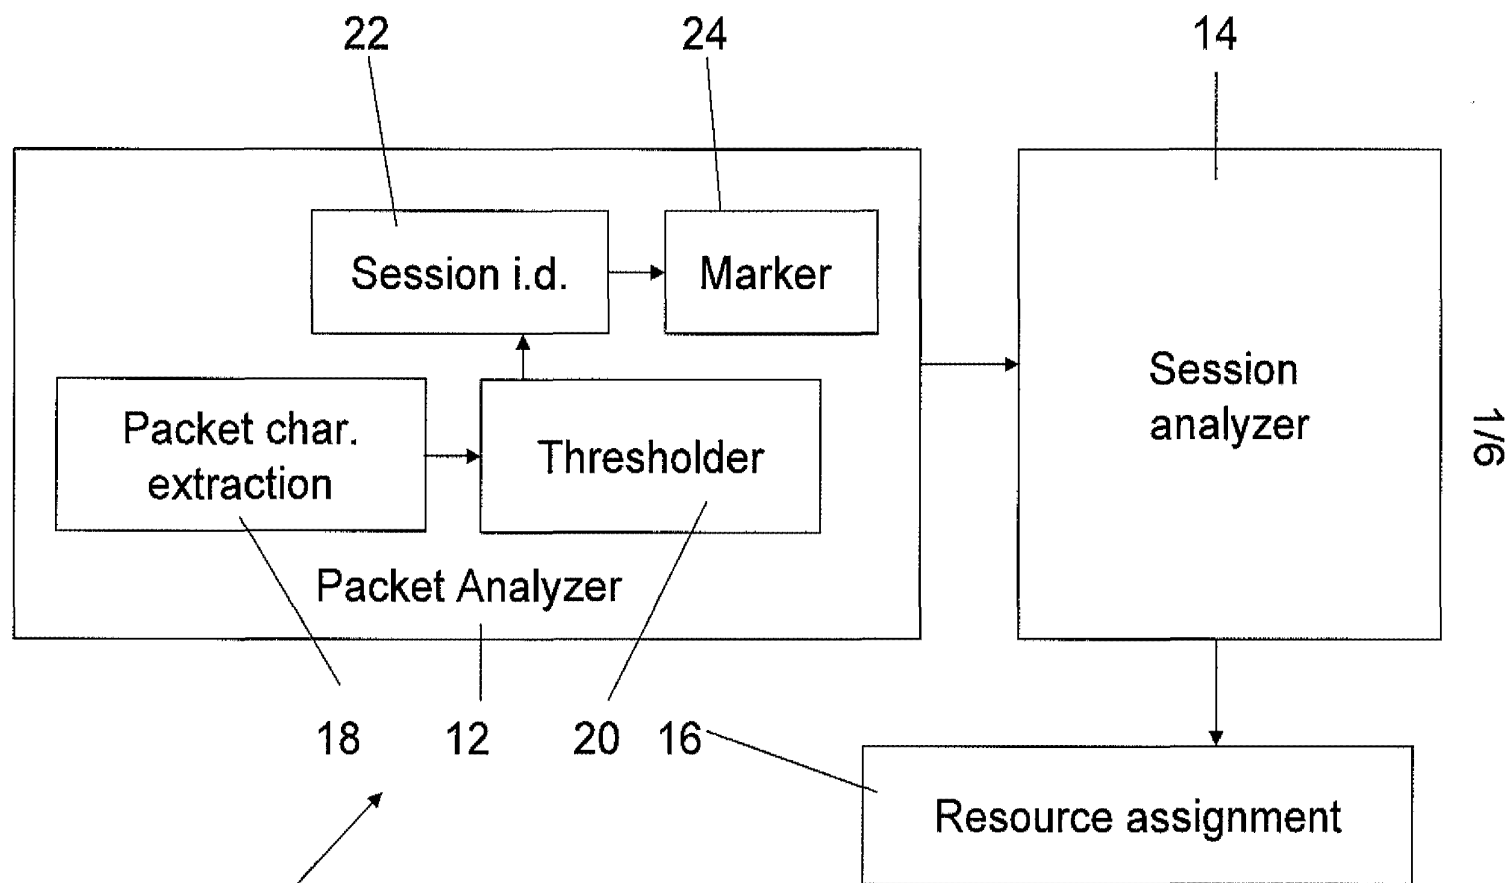 22
24
14
Session i.d.
Marker
Session
analyzer
Packet char.
extraction
Thresholder
1/6
Packet Analyzer
18
12
20
16
Resource assignment